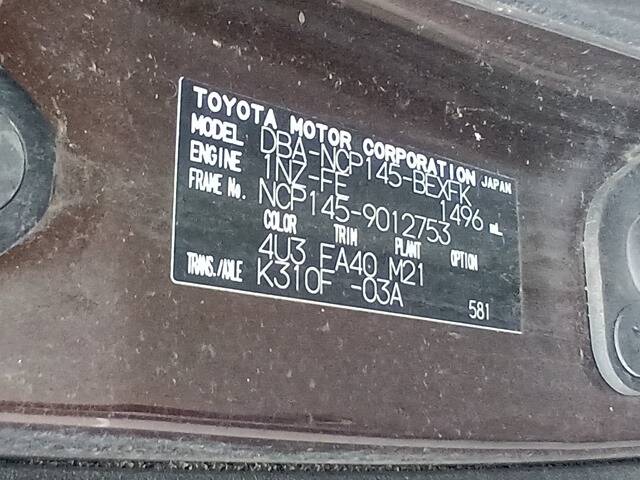 TOYOTA MOTOR CORPORATION JAPAN
MODEL DBA-NCP145-BEXFK
ENGINE 1NZ-FE 1496 mL
FRAME No. NCP145-9012753
COLOR TRIM PLANT OPTION
4U3 FA40 M21
TRANS./AXLE K310F -03A
581